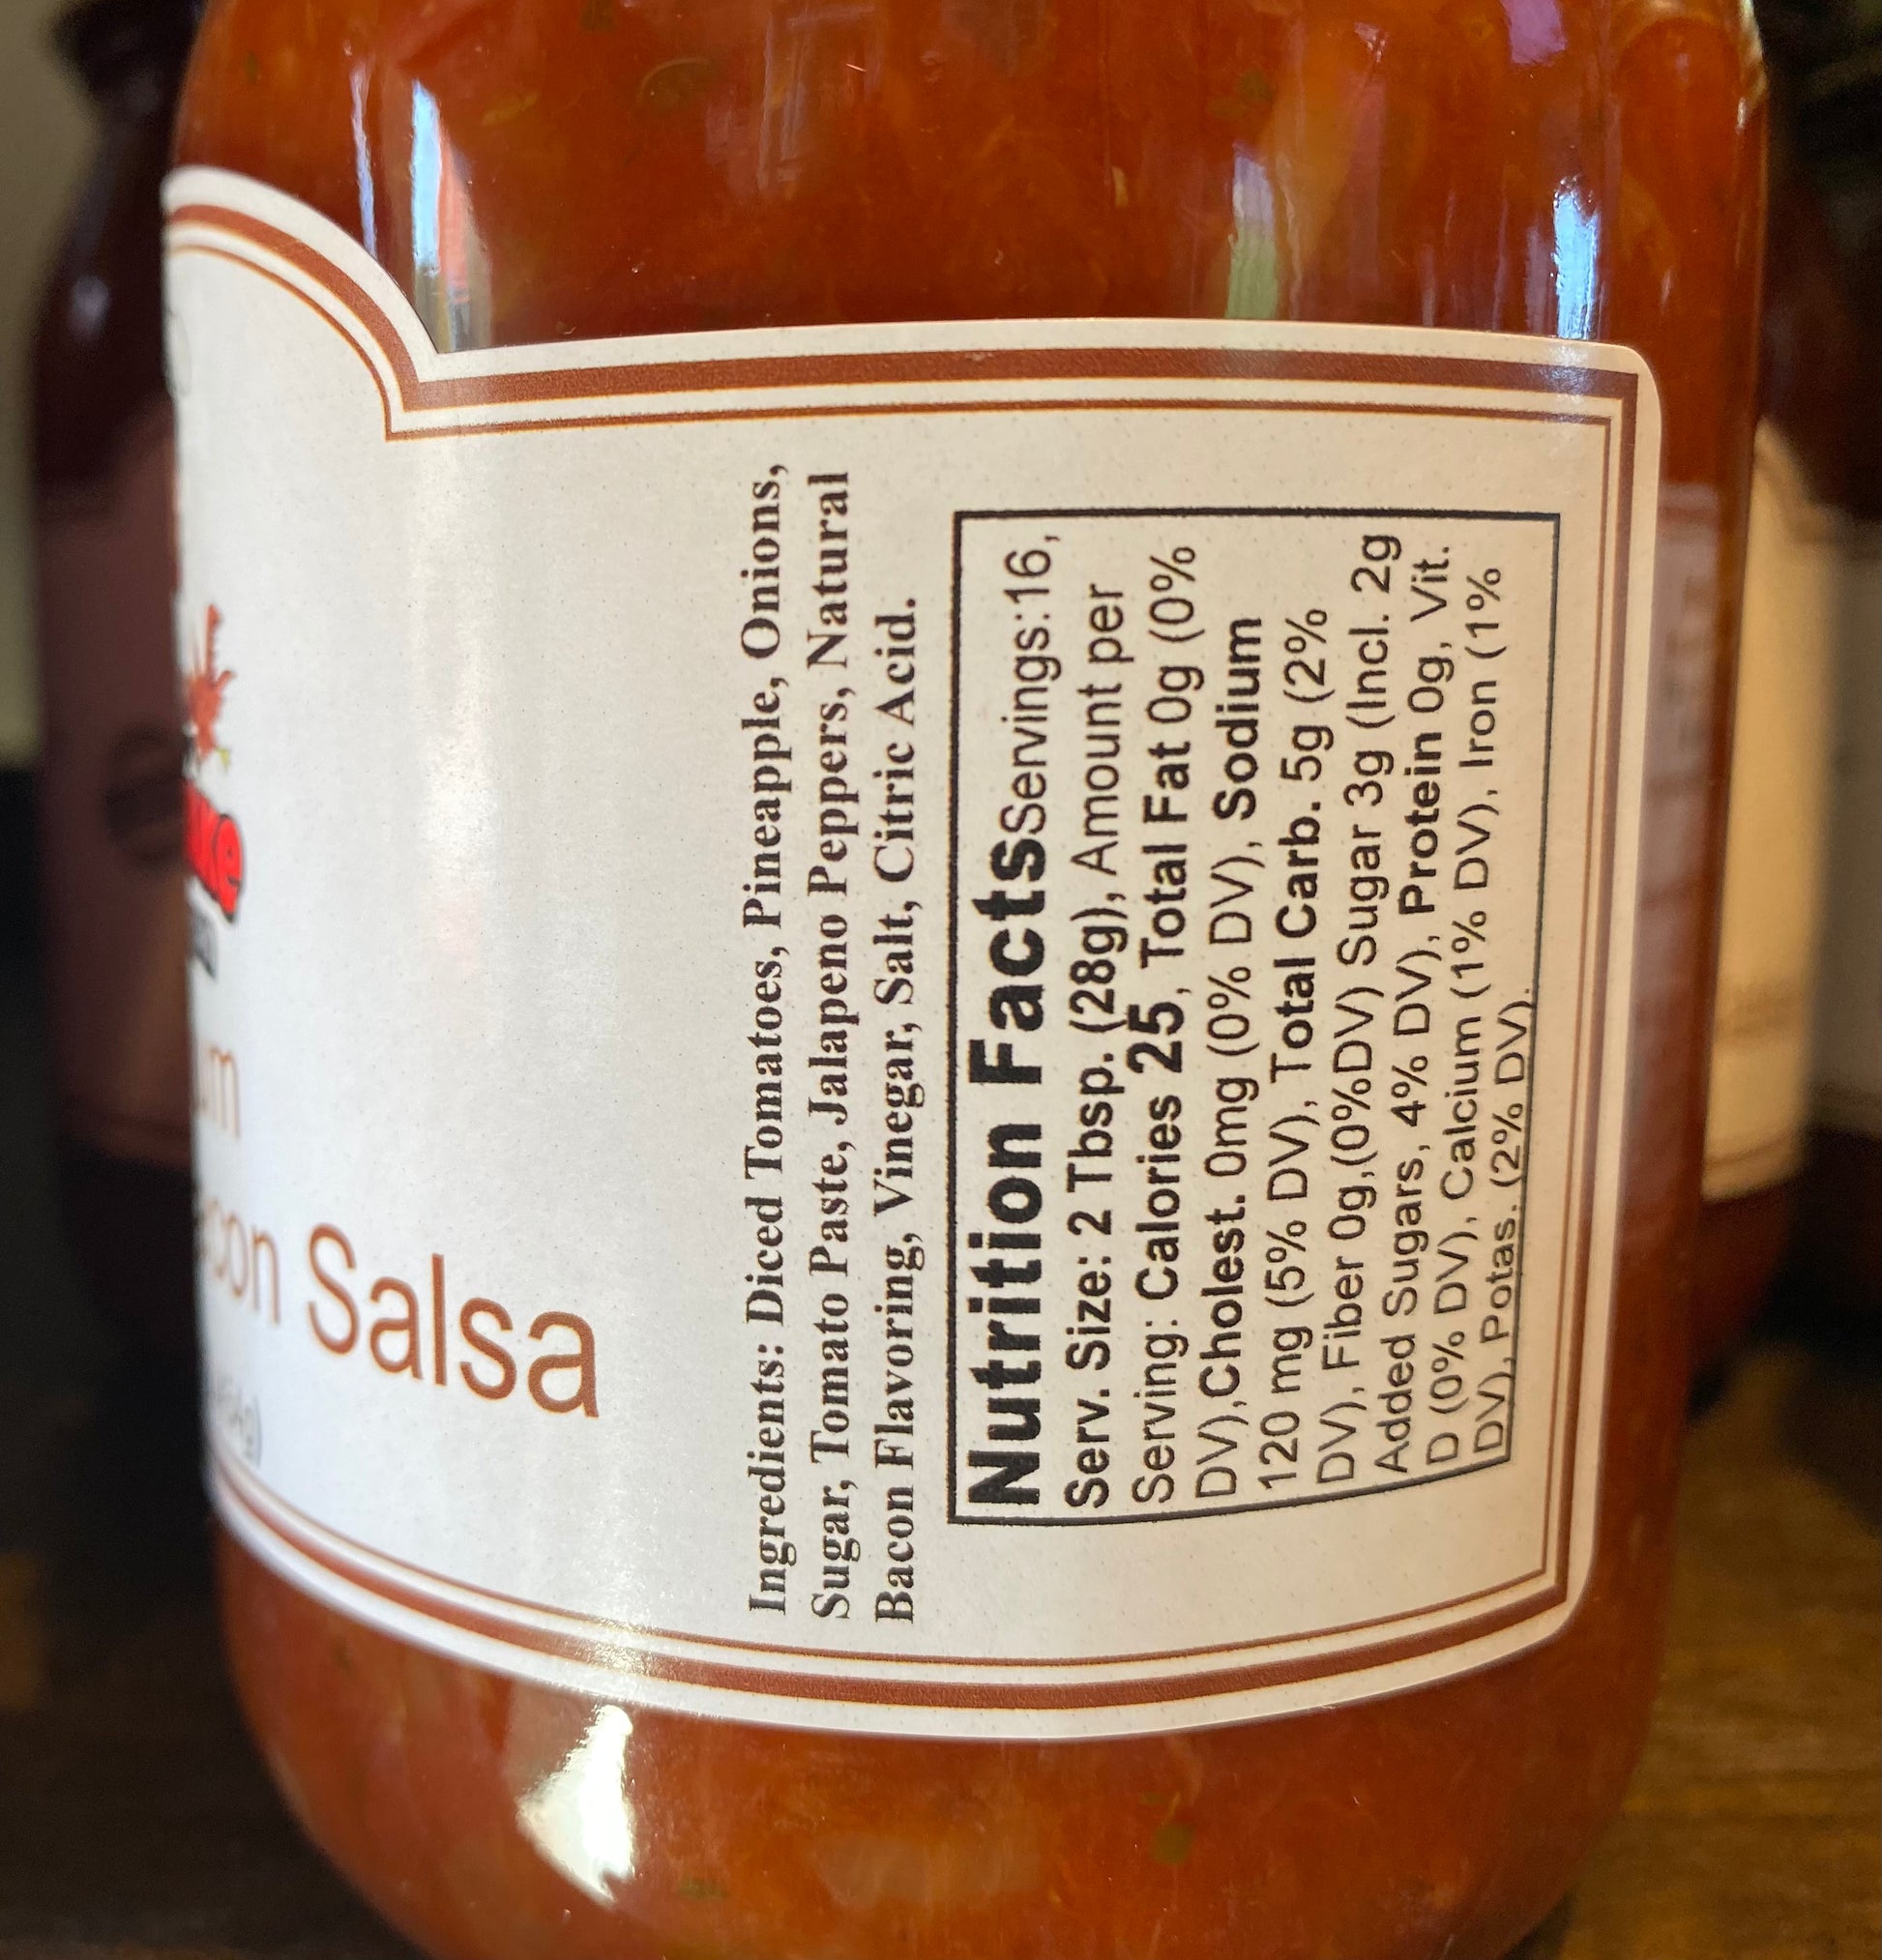 Salsa
Ingredients: Diced Tomatoes, Pineapple, Onions,
Sugar, Tomato Paste, Jalapeno Peppers, Natural
Bacon Flavoring, Vinegar, Salt, Citric Acid.
Nutrition FactsServings:16,
Serv. Size: 2 Tbsp. (28g), Amount per
Serving: Calories 25, Total Fat 0g (0%
DV),Cholest. 0mg (0% DV), Sodium
120 mg (5% DV), Total Carb. 5g (2%
DV), Fiber 0g,(0%DV) Sugar 3g (Incl. 2g
Added Sugars, 4% DV), Protein 0g, Vit.
D (0% DV), Calcium (1% DV), Iron (1%
DV), Potas. (2% DV).